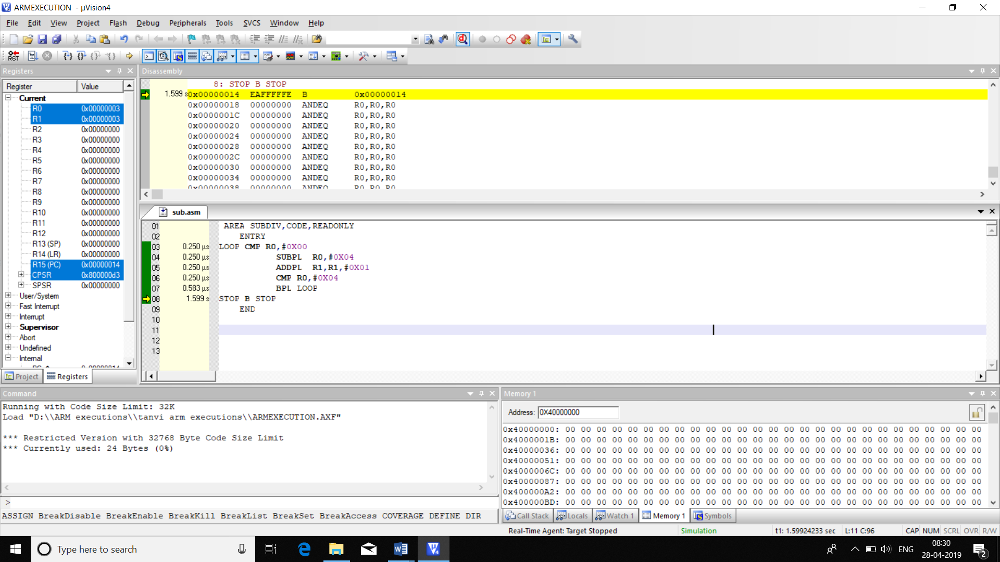 ARMEXECUTION - µVision4
File Edit View Project Flash Debug Peripherals Tools SVCS Window Help
RST
Registers
Register Value
Current
R0 0x00000003
R1 0x00000003
R2 0x00000000
R3 0x00000000
R4 0x00000000
R5 0x00000000
R6 0x00000000
R7 0x00000000
R8 0x00000000
R9 0x00000000
R10 0x00000000
R11 0x00000000
R12 0x00000000
R13 (SP) 0x00000000
R14 (LR) 0x00000000
R15 (PC) 0x00000014
CPSR 0x800000d3
SPSR 0x00000000
User/System
Fast Interrupt
Interrupt
Supervisor
Abort
Undefined
Internal
PC $ 0x00000014
Project Registers
Disassembly
8: STOP B STOP
1.599 s 0x00000014 EAFFFFFE B 0x00000014
0x00000018 00000000 ANDEQ R0,R0,R0
0x0000001C 00000000 ANDEQ R0,R0,R0
0x00000020 00000000 ANDEQ R0,R0,R0
0x00000024 00000000 ANDEQ R0,R0,R0
0x00000028 00000000 ANDEQ R0,R0,R0
0x0000002C 00000000 ANDEQ R0,R0,R0
0x00000030 00000000 ANDEQ R0,R0,R0
0x00000034 00000000 ANDEQ R0,R0,R0
0x00000038 00000000 ANDEQ R0,R0,R0
sub.asm
01 AREA SUBDIV,CODE,READONLY
02 ENTRY
03 0.250 µs LOOP CMP R0,#0X00
04 0.250 µs SUBPL R0,#0X04
05 0.250 µs ADDPL R1,R1,#0X01
06 0.250 µs CMP R0,#0X04
07 0.583 µs BPL LOOP
08 1.599 s STOP B STOP
09 END
10
11
12
13
Command
Running with Code Size Limit: 32K
Load "D:\\ARM executions\\tanvi arm executions\\ARMEXECUTION.AXF"
*** Restricted Version with 32768 Byte Code Size Limit
*** Currently used: 24 Bytes (0%)
>
ASSIGN BreakDisable BreakEnable BreakKill BreakList BreakSet BreakAccess COVERAGE DEFINE DIR
Memory 1
Address: 0X40000000
0x40000000: 00 00 00 00 00 00 00 00 00 00 00 00 00 00 00 00 00 00 00 00 00 00 00 00 00 00 00
0x4000001B: 00 00 00 00 00 00 00 00 00 00 00 00 00 00 00 00 00 00 00 00 00 00 00 00 00 00 00
0x40000036: 00 00 00 00 00 00 00 00 00 00 00 00 00 00 00 00 00 00 00 00 00 00 00 00 00 00 00
0x40000051: 00 00 00 00 00 00 00 00 00 00 00 00 00 00 00 00 00 00 00 00 00 00 00 00 00 00 00
0x4000006C: 00 00 00 00 00 00 00 00 00 00 00 00 00 00 00 00 00 00 00 00 00 00 00 00 00 00 00
0x40000087: 00 00 00 00 00 00 00 00 00 00 00 00 00 00 00 00 00 00 00 00 00 00 00 00 00 00 00
0x400000A2: 00 00 00 00 00 00 00 00 00 00 00 00 00 00 00 00 00 00 00 00 00 00 00 00 00 00 00
0x400000BD: 00 00 00 00 00 00 00 00 00 00 00 00 00 00 00 00 00 00 00 00 00 00 00 00 00 00 00
Call Stack Locals Watch 1 Memory 1 Symbols
Real-Time Agent: Target Stopped Simulation t1: 1.59924233 sec L:11 C:96 CAP NUM SCRL OVR R/W
Type here to search
ENG
08:30
28-04-2019
2